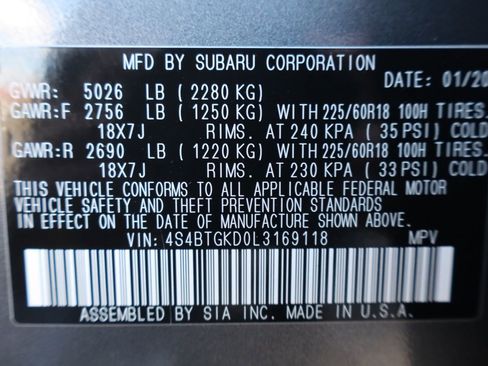 MFD BY SUBARU CORPORATION
GVWR: 5026 LB ( 2280 KG) DATE: 01/20
GAWR:F 2756 LB ( 1250 KG) WITH 225/60R18 100H TIRES.
18X7J RIMS. AT 240 KPA ( 35 PSI) COLD
GAWR:R 2690 LB ( 1220 KG) WITH 225/60R18 100H TIRES.
18X7J RIMS. AT 230 KPA ( 33 PSI) COLD
THIS VEHICLE CONFORMS TO ALL APPLICABLE FEDERAL MOTOR
VEHICLE SAFETY AND THEFT PREVENTION STANDARDS
IN EFFECT ON THE DATE OF MANUFACTURE SHOWN ABOVE.
VIN: 4S4BTGKD0L3169118 MPV
ASSEMBLED BY SIA INC. MADE IN U.S.A.